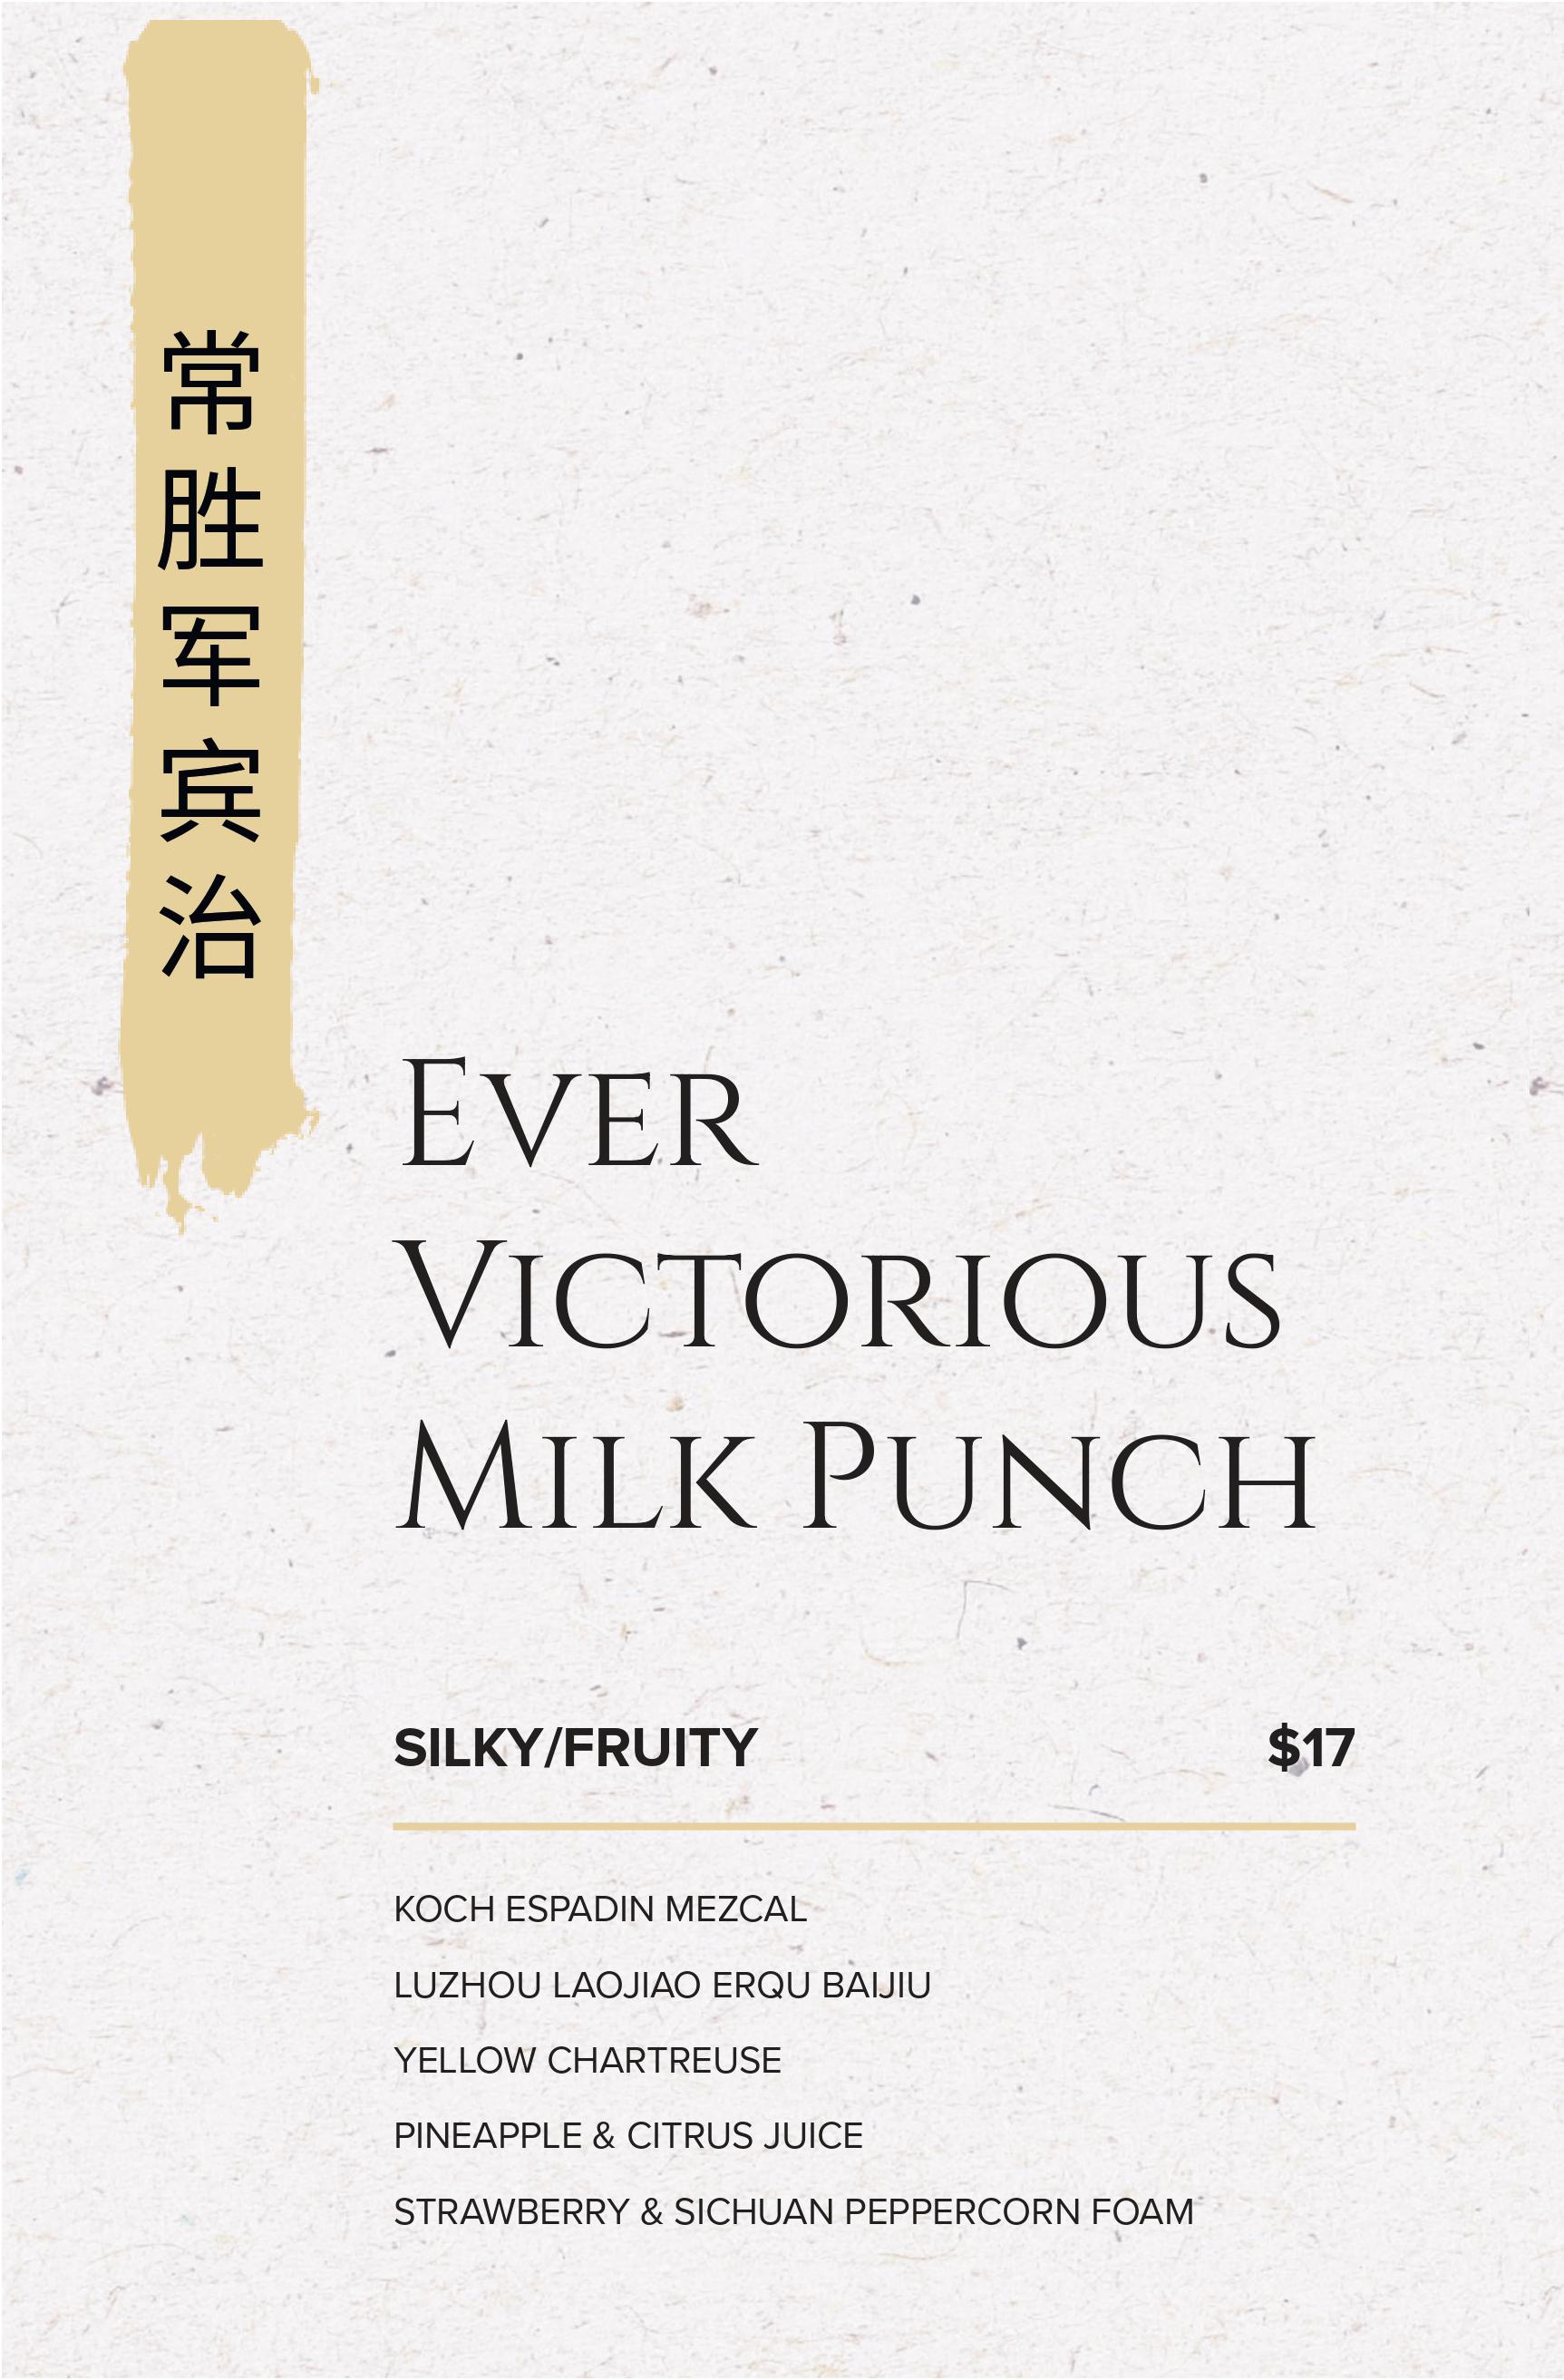 常胜军宾治
Ever
Victorious
Milk Punch
SILKY/FRUITY $17
KOCH ESPADIN MEZCAL
LUZHOU LAOJIAO ERQU BAIJIU
YELLOW CHARTREUSE
PINEAPPLE & CITRUS JUICE
STRAWBERRY & SICHUAN PEPPERCORN FOAM